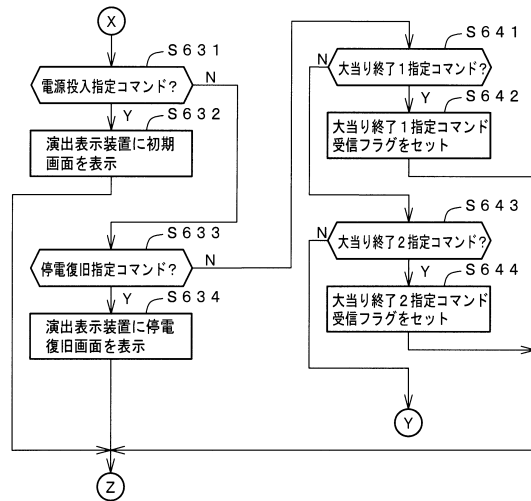 X
S631
電源投入指定コマンド?
N
Y
S632
演出表示装置に初期
画面を表示
S633
停電復旧指定コマンド?
N
Y
S634
演出表示装置に停電
復旧画面を表示
Z
S641
N
大当り終了1指定コマンド?
Y
S642
大当り終了1指定コマンド
受信フラグをセット
S643
N
大当り終了2指定コマンド?
Y
S644
大当り終了2指定コマンド
受信フラグをセット
Y